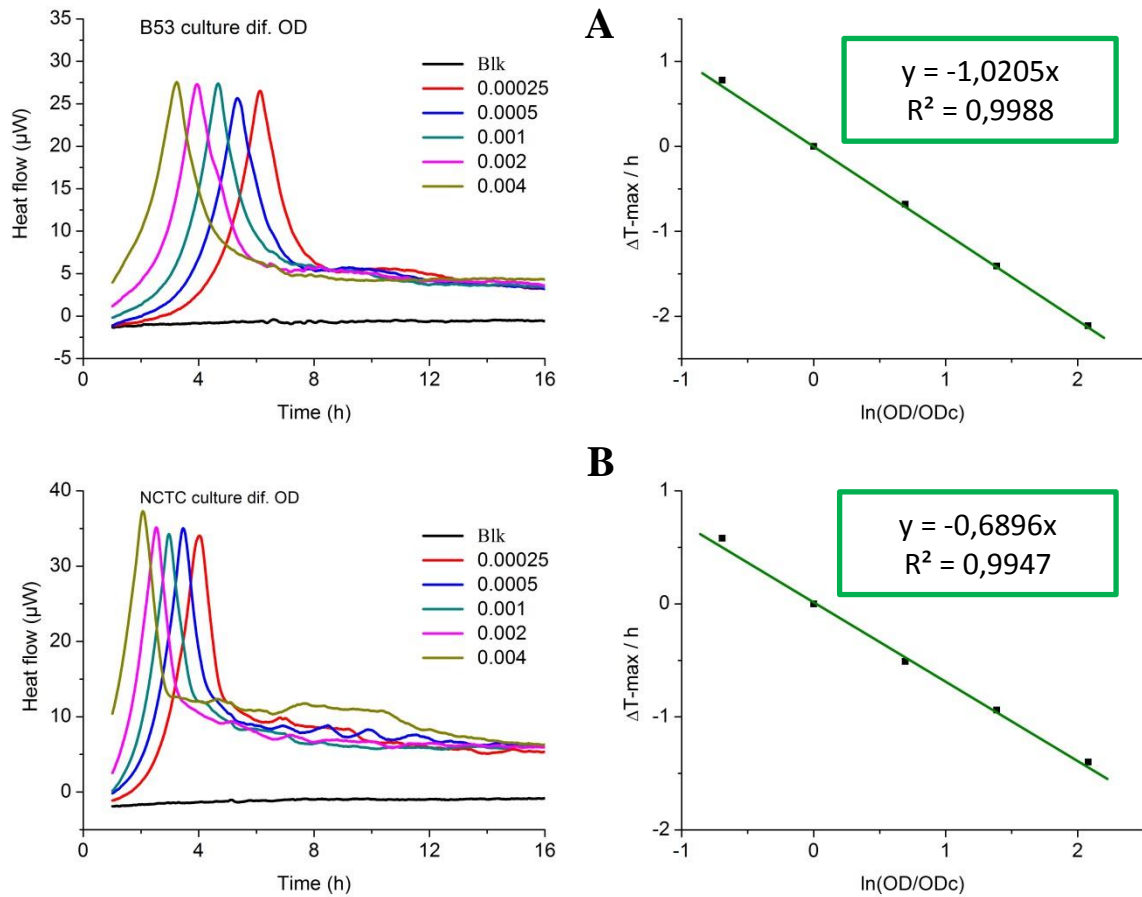 B53 culture dif. OD
Heat flow (µW)
35
30
25
20
15
10
5
0
-5
0
4
8
12
16
Time (h)
Blk
0.00025
0.0005
0.001
0.002
0.004
A
y = -1,0205x
R² = 0,9988
ΔT-max / h
1
0
-1
-2
-1
0
1
2
ln(OD/ODc)
NCTC culture dif. OD
Heat flow (µW)
40
30
20
10
0
0
4
8
12
16
Time (h)
Blk
0.00025
0.0005
0.001
0.002
0.004
B
y = -0,6896x
R² = 0,9947
ΔT-max / h
1
0
-1
-2
-1
0
1
2
ln(OD/ODc)